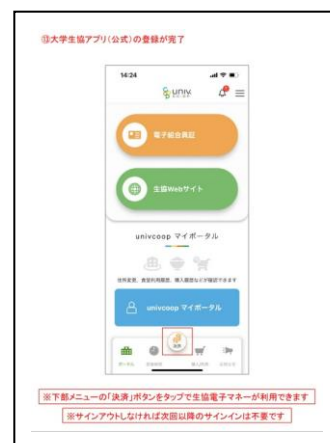 ⑬大学生協アプリ(公式)の登録が完了
14:24
univ.
電子組合員証
生協Webサイト
univcoop マイポータル
univcoop マイポータル
決済
※下部メニューの「決済」ボタンをタップで生協電子マネーが利用できます
※サインアウトしなければ次回以降のサインインは不要です